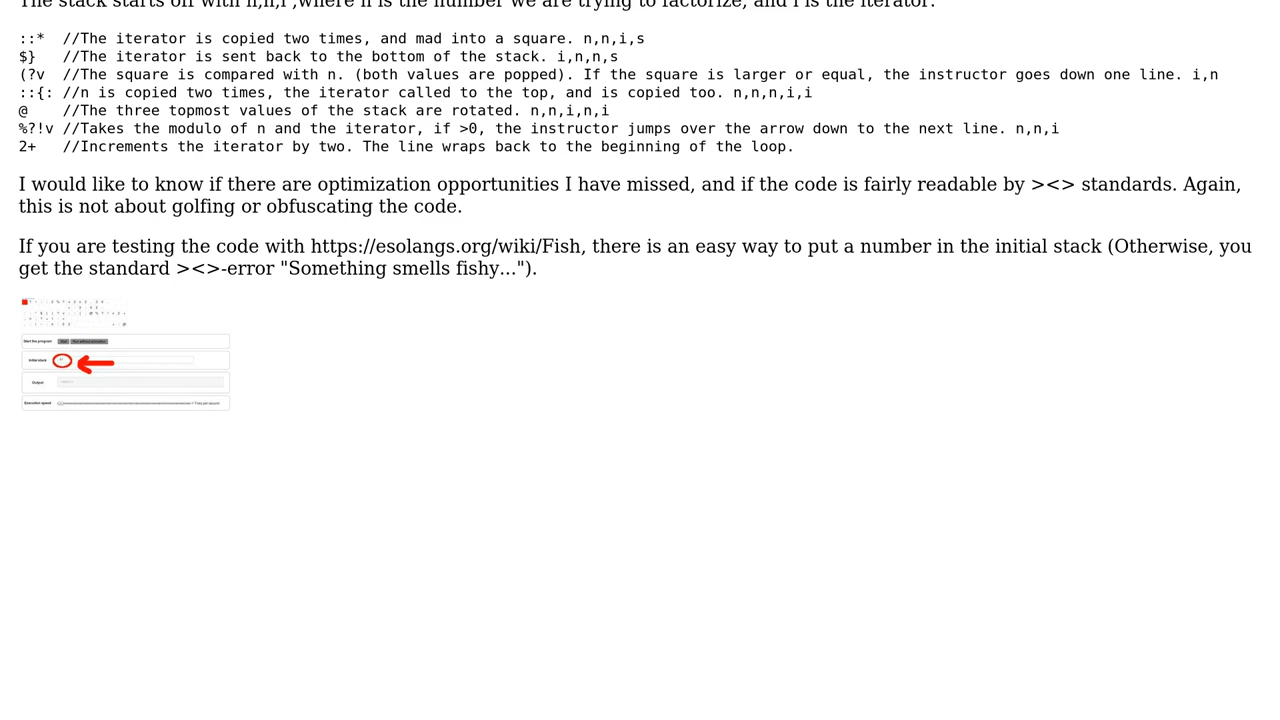 The stack starts off with n,n,i ,where n is the number we are trying to factorize, and i is the iterator.
::*  //The iterator is copied two times, and mad into a square. n,n,i,s
$}   //The iterator is sent back to the bottom of the stack. i,n,n,s
(?v  //The square is compared with n. (both values are popped). If the square is larger or equal, the instructor goes down one line. i,n
::{: //n is copied two times, the iterator called to the top, and is copied too. n,n,n,i,i
@    //The three topmost values of the stack are rotated. n,n,i,n,i
%?!v //Takes the modulo of n and the iterator, if >0, the instructor jumps over the arrow down to the next line. n,n,i
2+   //Increments the iterator by two. The line wraps back to the beginning of the loop.
I would like to know if there are optimization opportunities I have missed, and if the code is fairly readable by ><> standards. Again,
this is not about golfing or obfuscating the code.
If you are testing the code with https://esolangs.org/wiki/Fish, there is an easy way to put a number in the initial stack (Otherwise, you
get the standard ><>-error "Something smells fishy...").
Start the program
Initial stack
Output
Execution speed